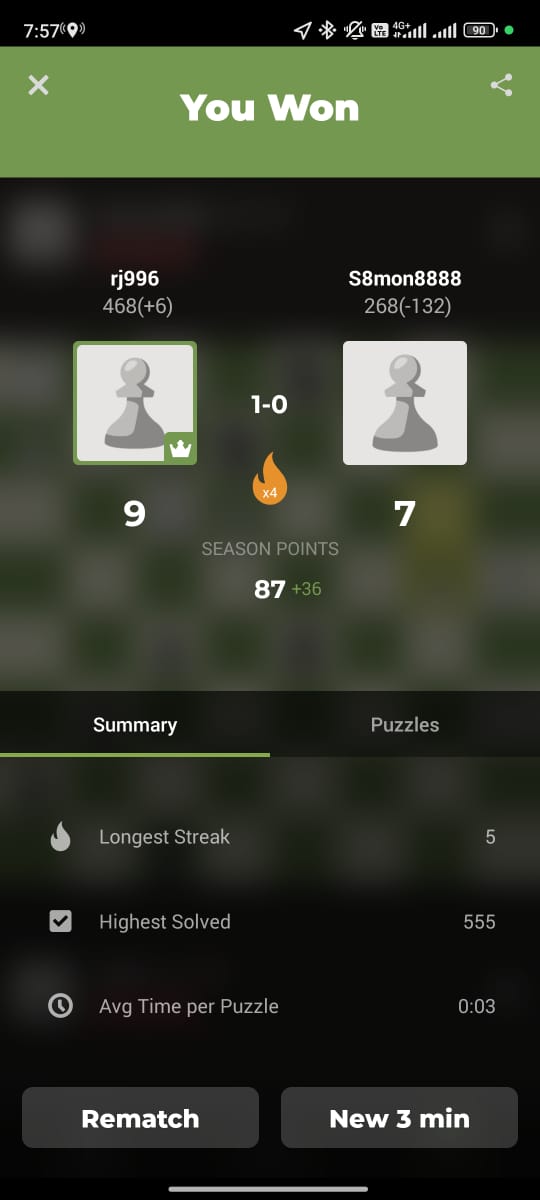 7:57
Vo LTE 4G+ 90
You Won
rj996 S8mon8888
468(+6) 268(-132)
1-0
x4
9 7
SEASON POINTS
87 +36
Summary Puzzles
Longest Streak 5
Highest Solved 555
Avg Time per Puzzle 0:03
Rematch New 3 min